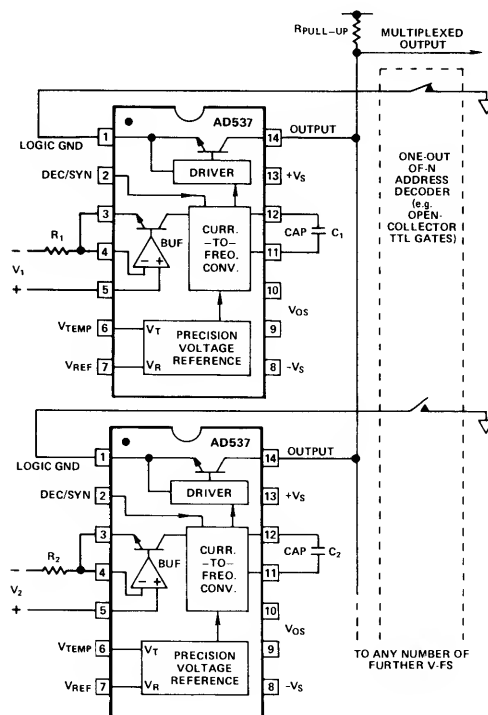 RPULL-UP
MULTIPLEXED
OUTPUT
AD537
1
14
OUTPUT
LOGIC GND
DRIVER
2
DEC/SYN
13
+VS
ONE-OUT
OF-N
ADDRESS
DECODER
(e.g.
OPEN-
COLLECTOR
TTL GATES)
3
R1
BUF
CURR.
-TO-
FREQ.
CONV.
12
CAP
C1
V1
4
11
-
+
5
- +
10
VOS
VTEMP
6
VT
PRECISION
VOLTAGE
REFERENCE
9
VREF
7
VR
8
-VS
AD537
1
14
OUTPUT
LOGIC GND
DRIVER
2
DEC/SYN
13
+VS
3
R2
BUF
CURR.
-TO-
FREQ.
CONV.
12
CAP
C2
V2
4
11
-
+
5
- +
10
VOS
VTEMP
6
VT
PRECISION
VOLTAGE
REFERENCE
9
VREF
7
VR
8
-VS
TO ANY NUMBER OF
FURTHER V-FS